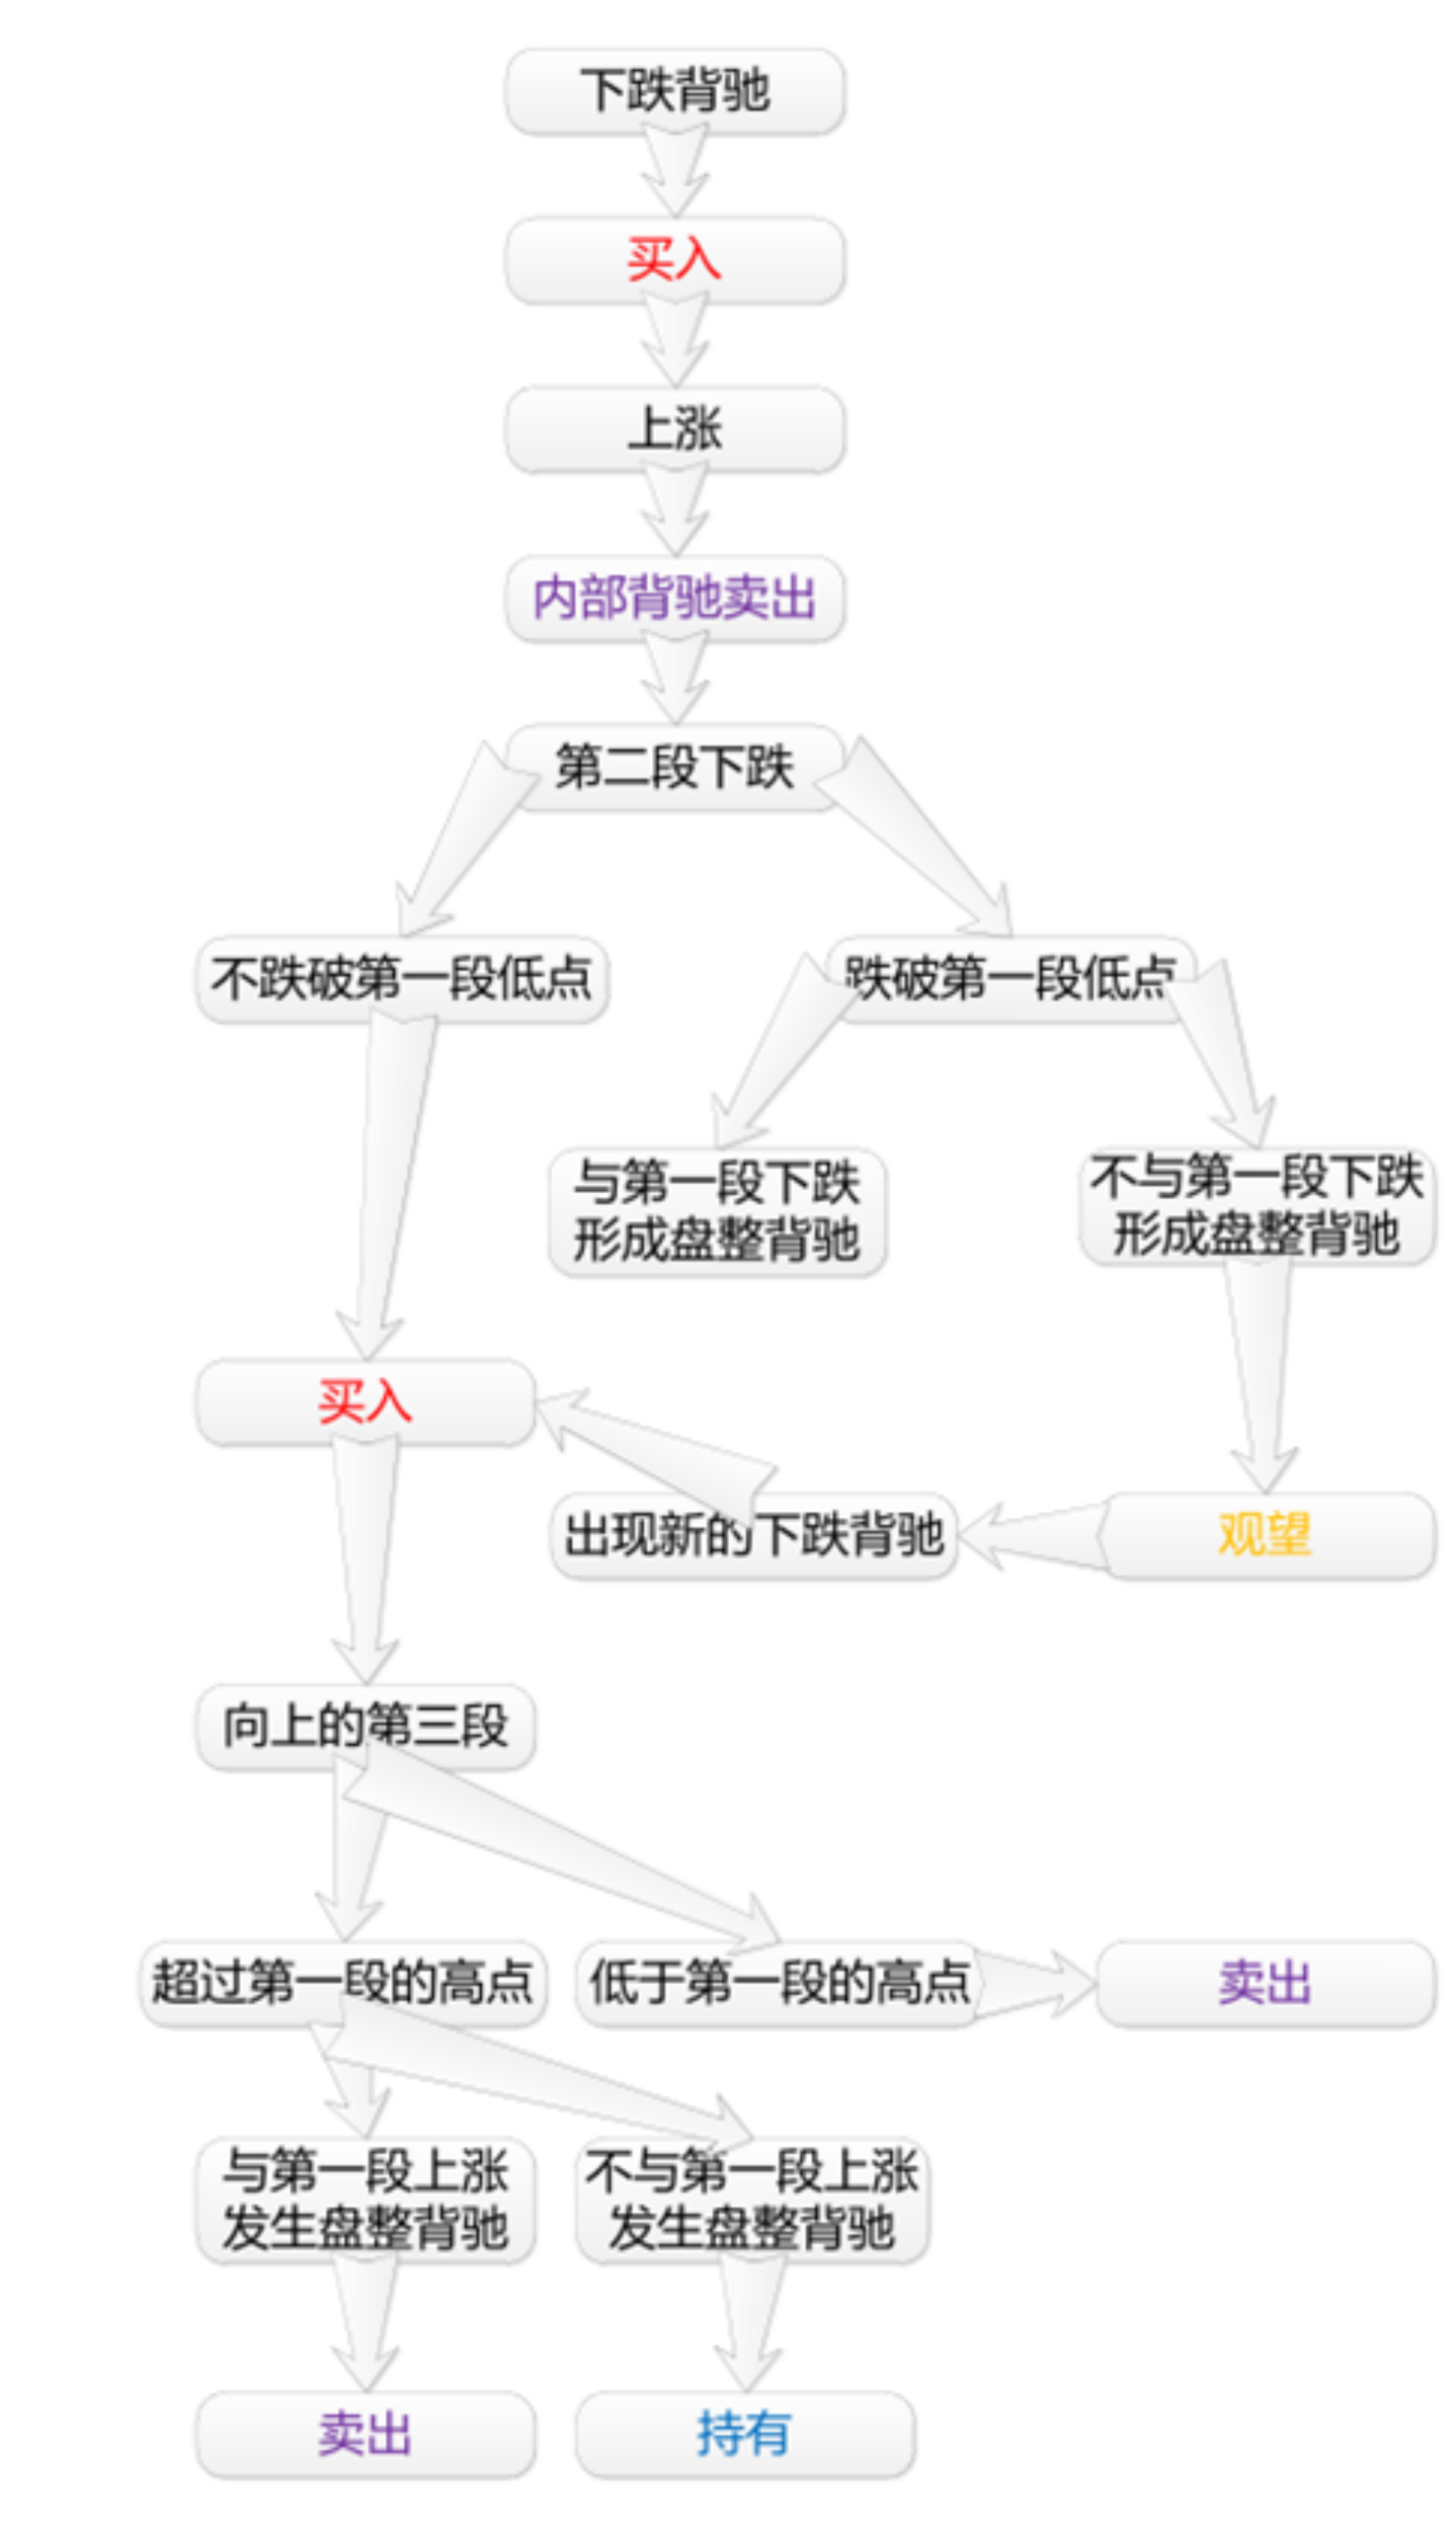 下跌背驰
买入
上涨
内部背驰卖出
第二段下跌
不跌破第一段低点
跌破第一段低点
与第一段下跌
形成盘整背驰
不与第一段下跌
形成盘整背驰
买入
出现新的下跌背驰
观望
向上的第三段
超过第一段的高点
低于第一段的高点
卖出
与第一段上涨
发生盘整背驰
不与第一段上涨
发生盘整背驰
卖出
持有